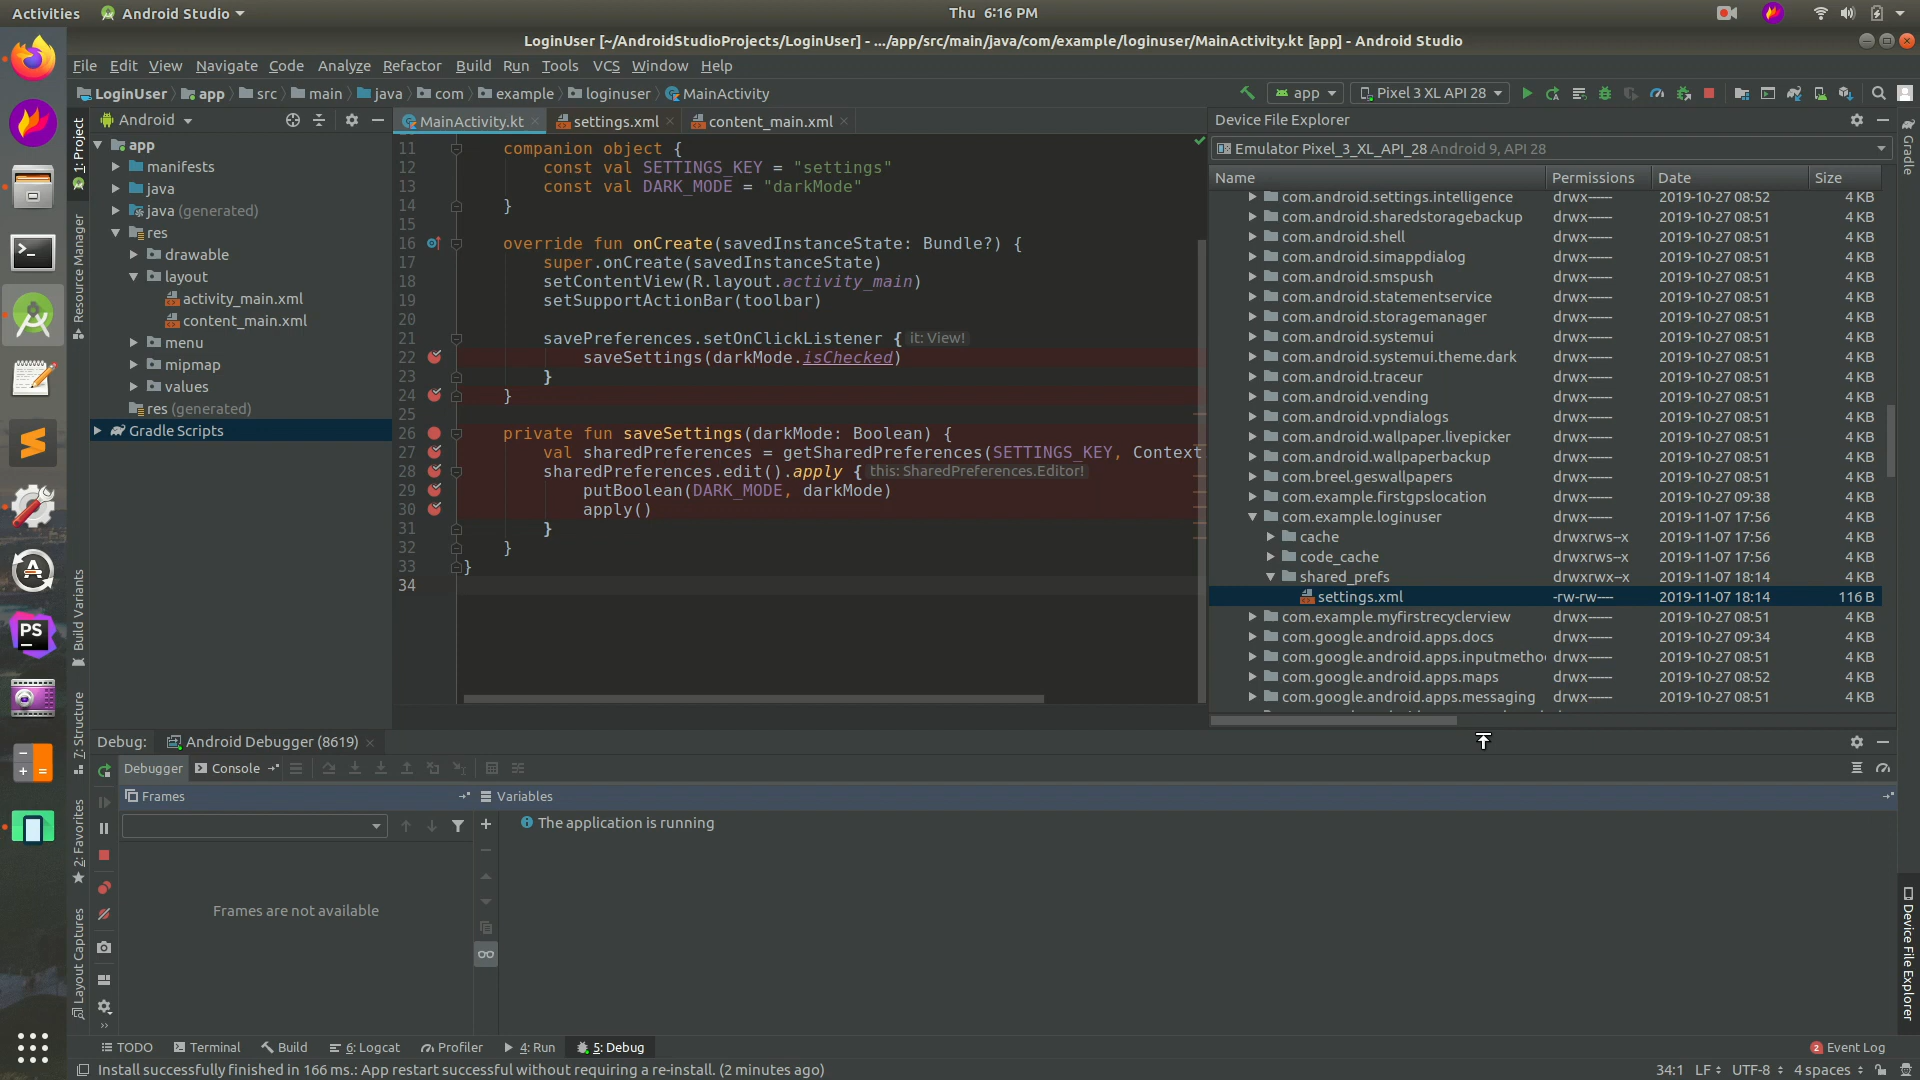 Activities
Android Studio
Thu 6:16 PM
LoginUser [~/AndroidStudioProjects/LoginUser] - .../app/src/main/java/com/example/loginuser/MainActivity.kt [app] - Android Studio
File Edit View Navigate Code Analyze Refactor Build Run Tools VCS Window Help
LoginUser app src main java com example loginuser MainActivity
app
Pixel 3 XL API 28
1: Project
Resource Manager
Build Variants
7: Structure
2: Favorites
Layout Captures
PS
Android
app
manifests
java
java (generated)
res
drawable
layout
activity_main.xml
content_main.xml
menu
mipmap
values
res (generated)
Gradle Scripts
MainActivity.kt
settings.xml
content_main.xml
11 companion object {
12 const val SETTINGS_KEY = "settings"
13 const val DARK_MODE = "darkMode"
14 }
15
16 override fun onCreate(savedInstanceState: Bundle?) {
17 super.onCreate(savedInstanceState)
18 setContentView(R.layout.activity_main)
19 setSupportActionBar(toolbar)
20
21 savePreferences.setOnClickListener { it: View!
22 saveSettings(darkMode.isChecked)
23 }
24 }
25
26 private fun saveSettings(darkMode: Boolean) {
27 val sharedPreferences = getSharedPreferences(SETTINGS_KEY, Context
28 sharedPreferences.edit().apply { this: SharedPreferences.Editor!
29 putBoolean(DARK_MODE, darkMode)
30 apply()
31 }
32 }
33 }
34
Device File Explorer
Emulator Pixel_3_XL_API_28 Android 9, API 28
Name Permissions Date Size
com.android.settings.intelligence drwx------ 2019-10-27 08:52 4 KB
com.android.sharedstoragebackup drwx------ 2019-10-27 08:51 4 KB
com.android.shell drwx------ 2019-10-27 08:51 4 KB
com.android.simappdialog drwx------ 2019-10-27 08:51 4 KB
com.android.smspush drwx------ 2019-10-27 08:51 4 KB
com.android.statementservice drwx------ 2019-10-27 08:51 4 KB
com.android.storagemanager drwx------ 2019-10-27 08:51 4 KB
com.android.systemui drwx------ 2019-10-27 08:51 4 KB
com.android.systemui.theme.dark drwx------ 2019-10-27 08:51 4 KB
com.android.traceur drwx------ 2019-10-27 08:51 4 KB
com.android.vending drwx------ 2019-10-27 08:51 4 KB
com.android.vpndialogs drwx------ 2019-10-27 08:51 4 KB
com.android.wallpaper.livepicker drwx------ 2019-10-27 08:51 4 KB
com.android.wallpaperbackup drwx------ 2019-10-27 08:51 4 KB
com.breel.geswallpapers drwx------ 2019-10-27 08:51 4 KB
com.example.firstgpslocation drwx------ 2019-10-27 09:38 4 KB
com.example.loginuser drwx------ 2019-11-07 17:56 4 KB
cache drwxrws--x 2019-11-07 17:56 4 KB
code_cache drwxrws--x 2019-11-07 17:56 4 KB
shared_prefs drwxrwx--x 2019-11-07 18:14 4 KB
settings.xml -rw-rw---- 2019-11-07 18:14 116 B
com.example.myfirstrecyclerview drwx------ 2019-10-27 08:51 4 KB
com.google.android.apps.docs drwx------ 2019-10-27 09:34 4 KB
com.google.android.apps.inputmetho drwx------ 2019-10-27 08:51 4 KB
com.google.android.apps.maps drwx------ 2019-10-27 08:52 4 KB
com.google.android.apps.messaging drwx------ 2019-10-27 08:51 4 KB
Gradle
Device File Explorer
Debug: Android Debugger (8619)
Debugger Console
Frames
Variables
The application is running
Frames are not available
TODO Terminal Build 6: Logcat Profiler 4: Run 5: Debug
2 Event Log
Install successfully finished in 166 ms.: App restart successful without requiring a re-install. (2 minutes ago)
34:1 LF UTF-8 4 spaces